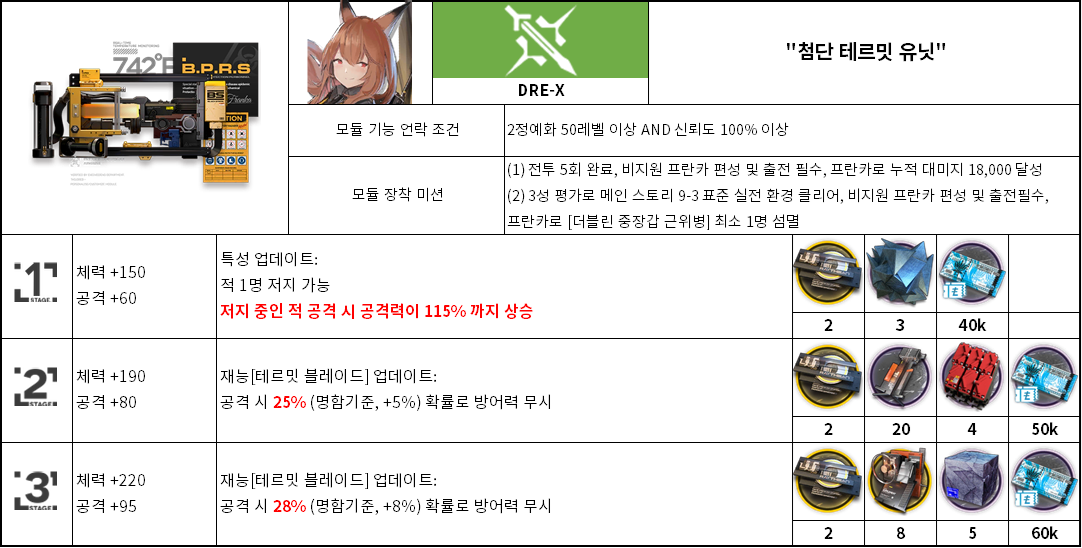 REAL-TIME
TEMPERATURE MONITORING
742°F
B.P.R.S
BS
"첨단 테르밋 유닛"
DRE-X
모듈 기능 언락 조건
2정예화 50레벨 이상 AND 신뢰도 100% 이상
모듈 장착 미션
(1) 전투 5회 완료, 비지원 프란카 편성 및 출전 필수, 프란카로 누적 대미지 18,000 달성
(2) 3성 평가로 메인 스토리 9-3 표준 실전 환경 클리어, 비지원 프란카 편성 및 출전필수,
프란카로 [더블린 중장갑 근위병] 최소 1명 섬멸
1
STAGE.
체력 +150
공격 +60
특성 업데이트:
적 1명 저지 가능
저지 중인 적 공격 시 공격력이 115% 까지 상승
2
3
40k
2
STAGE.
체력 +190
공격 +80
재능[테르밋 블레이드] 업데이트:
공격 시 25% (명함기준, +5%) 확률로 방어력 무시
2
20
4
50k
3
STAGE.
체력 +220
공격 +95
재능[테르밋 블레이드] 업데이트:
공격 시 28% (명함기준, +8%) 확률로 방어력 무시
2
8
5
60k